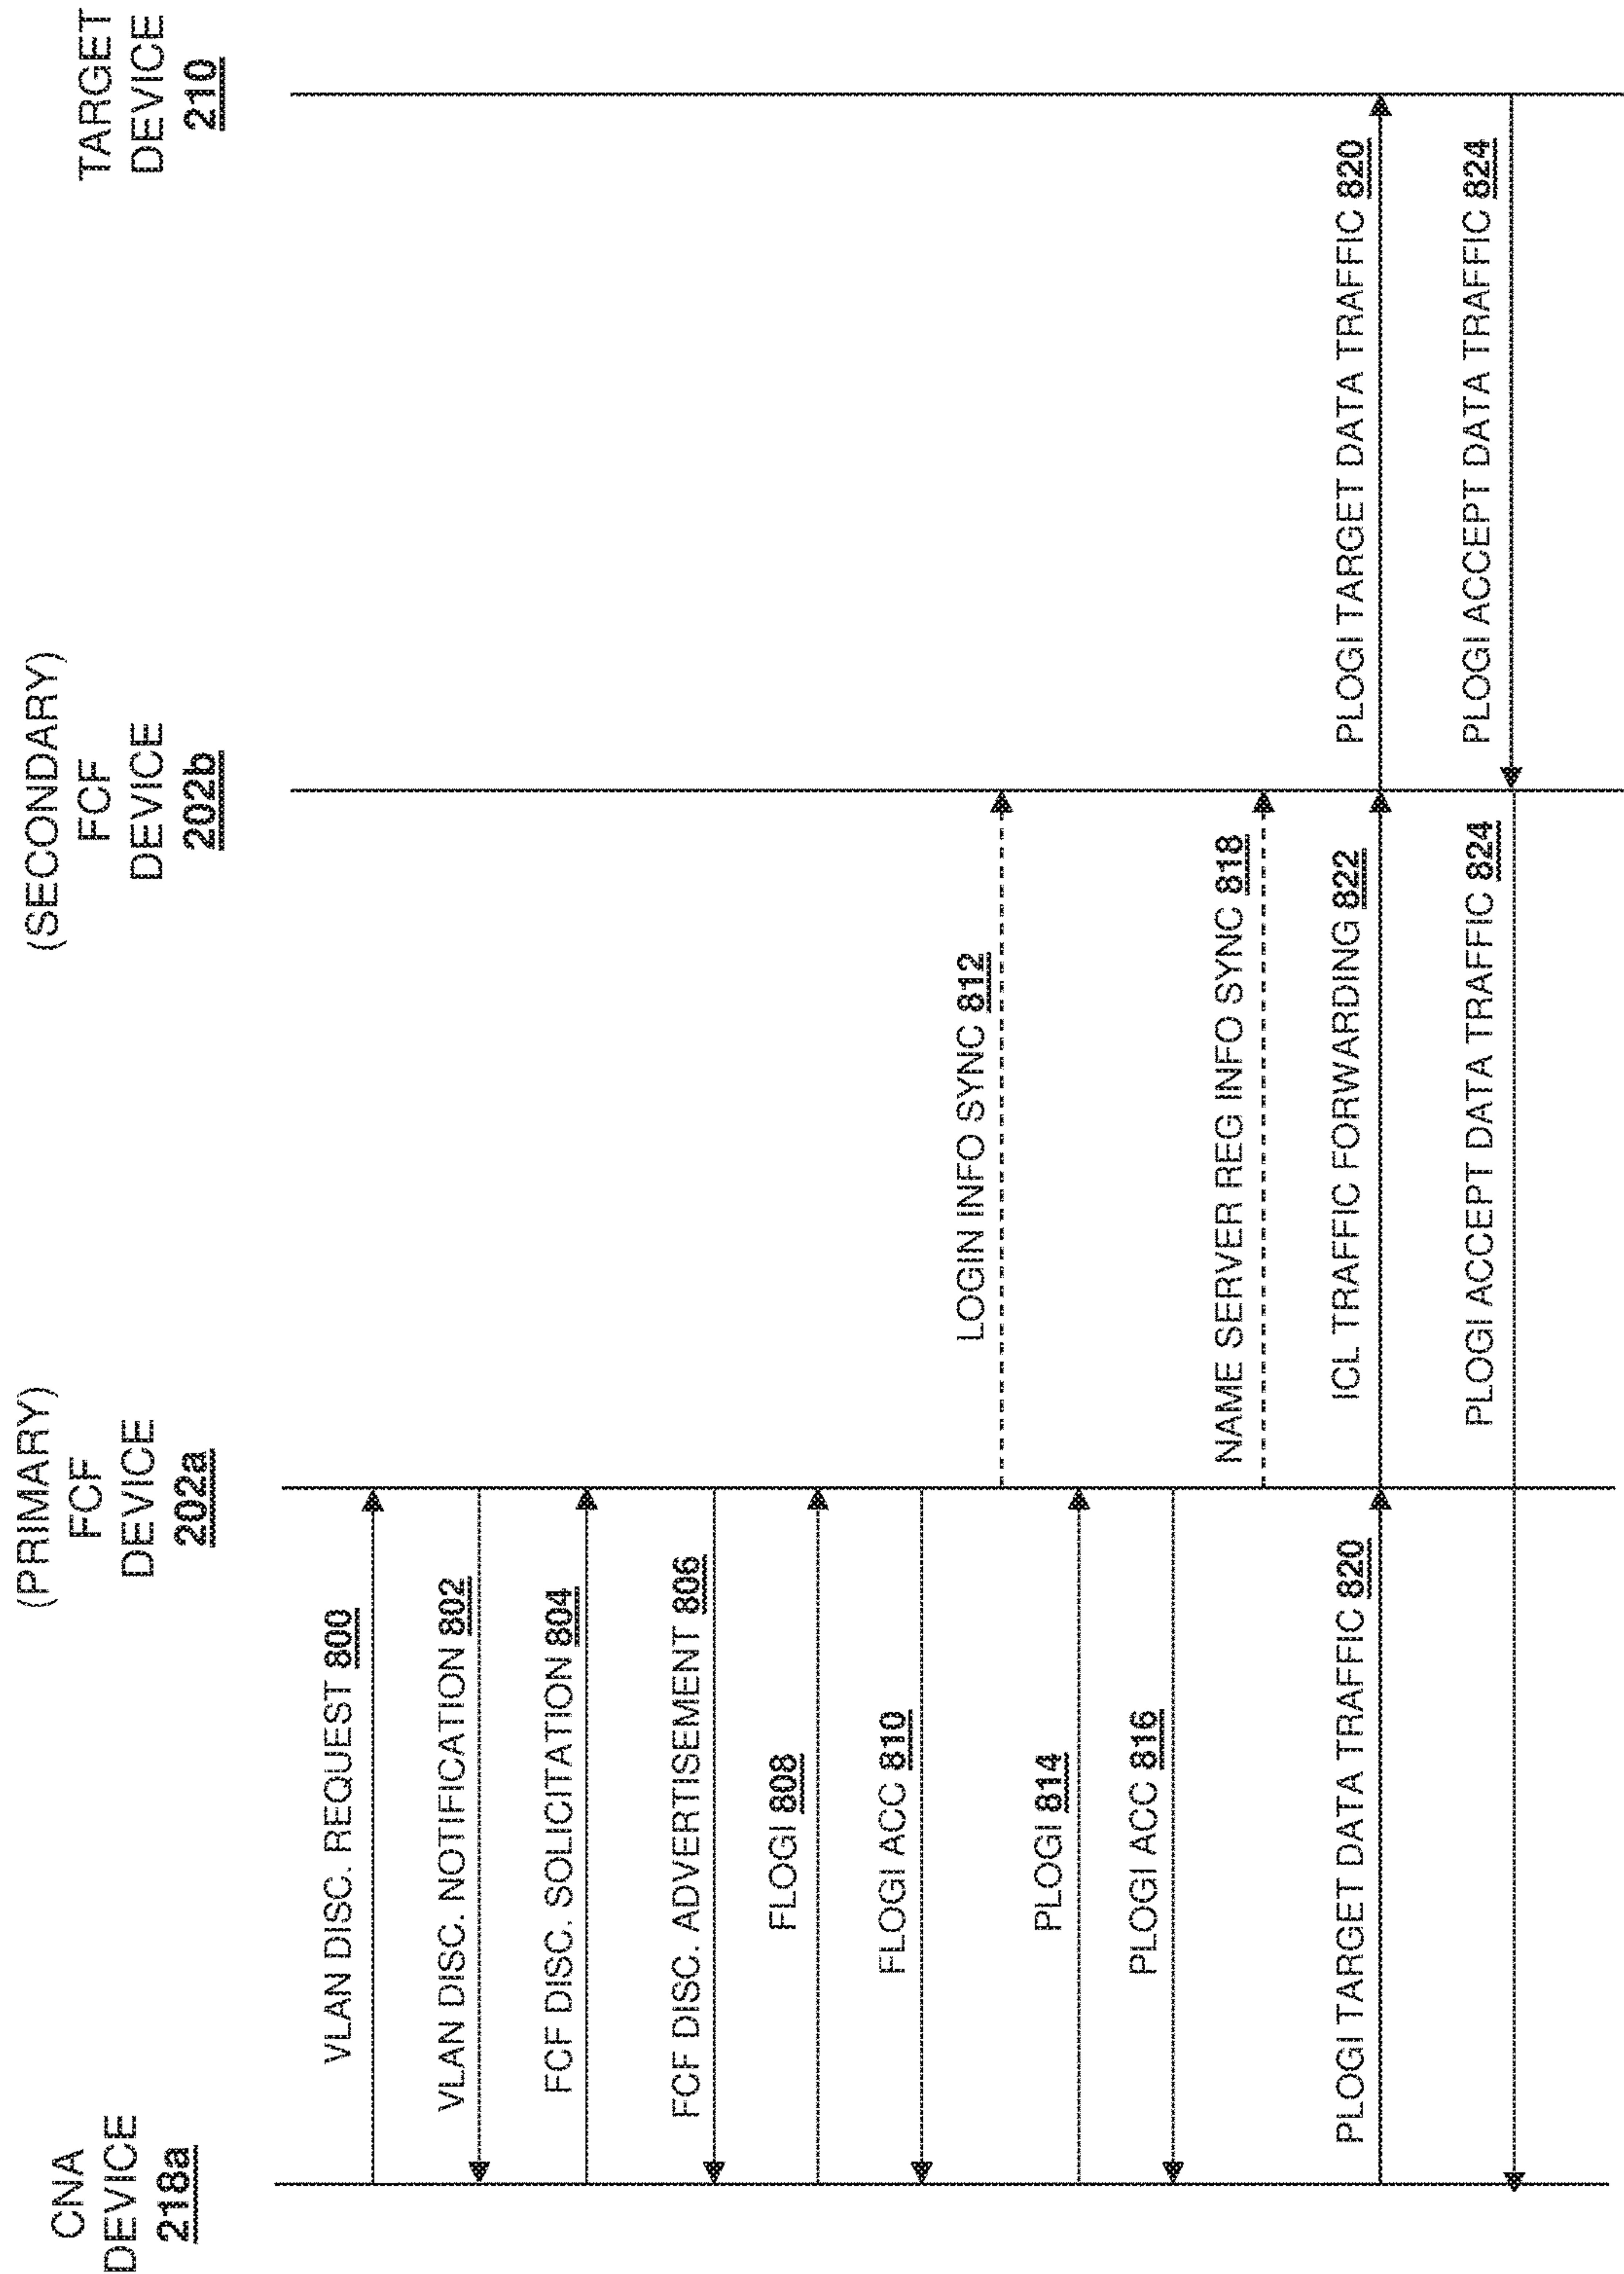 CNA
DEVICE
218a
(PRIMARY)
FCF
DEVICE
202a
(SECONDARY)
FCF
DEVICE
202b
TARGET
DEVICE
210
VLAN DISC. REQUEST 800
VLAN DISC. NOTIFICATION 802
FCF DISC. SOLICITATION 804
FCF DISC. ADVERTISEMENT 806
FLOGI 808
FLOGI ACC 810
LOGIN INFO SYNC 812
PLOGI 814
PLOGI ACC 816
NAME SERVER REG INFO SYNC 818
PLOGI TARGET DATA TRAFFIC 820
ICL TRAFFIC FORWARDING 822
PLOGI TARGET DATA TRAFFIC 820
PLOGI ACCEPT DATA TRAFFIC 824
PLOGI ACCEPT DATA TRAFFIC 824